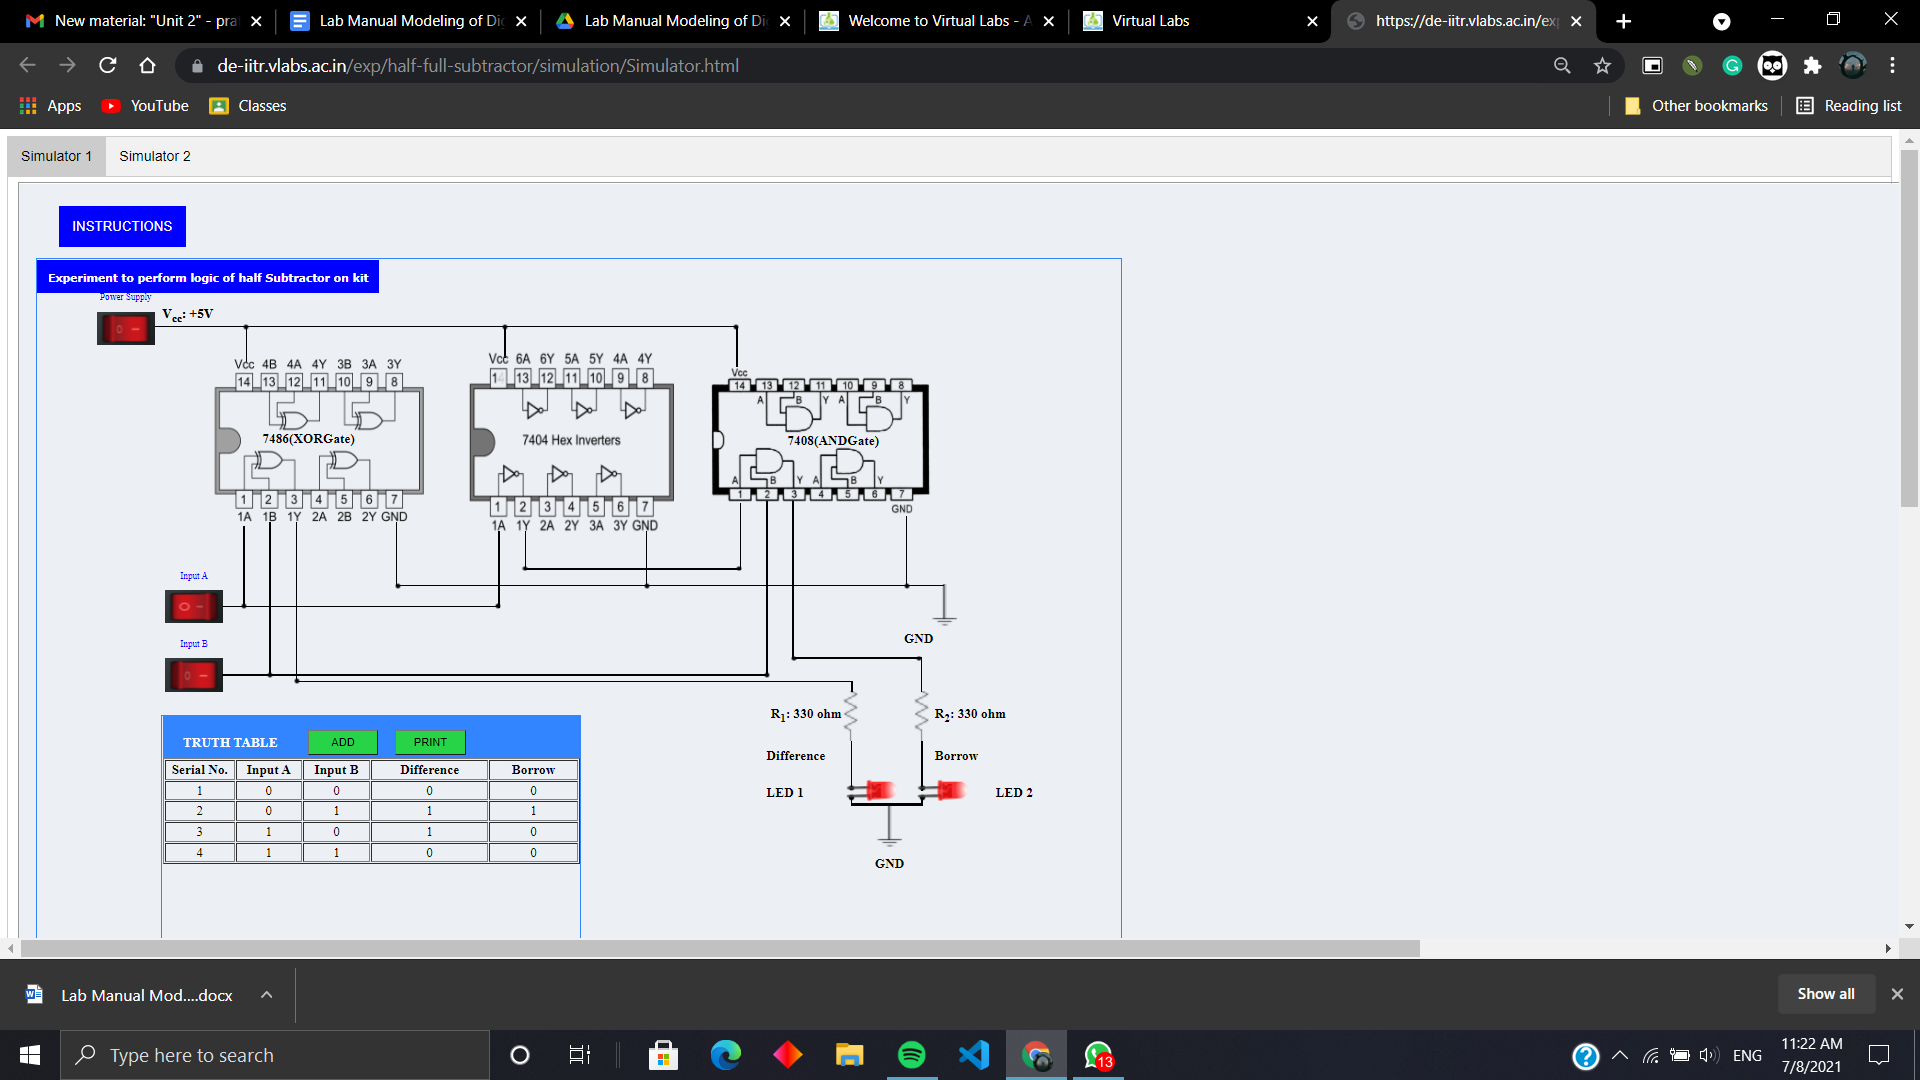 New material: "Unit 2" - pra
Lab Manual Modeling of Di
Lab Manual Modeling of Di
Welcome to Virtual Labs - A
Virtual Labs
https://de-iitr.vlabs.ac.in/exp
de-iitr.vlabs.ac.in/exp/half-full-subtractor/simulation/Simulator.html
Apps
YouTube
Classes
Other bookmarks
Reading list
Simulator 1
Simulator 2
INSTRUCTIONS
Experiment to perform logic of half Subtractor on kit
Power Supply
Vcc: +5V
Vcc 4B 4A 4Y 3B 3A 3Y
14 13 12 11 10 9 8
7486(XORGate)
1 2 3 4 5 6 7
1A 1B 1Y 2A 2B 2Y GND
Vcc 6A 6Y 5A 5Y 4A 4Y
14 13 12 11 10 9 8
7404 Hex Inverters
1 2 3 4 5 6 7
1A 1Y 2A 2Y 3A 3Y GND
Vcc
14 13 12 11 10 9 8
A B Y A B Y
7408(ANDGate)
A B Y A B Y
1 2 3 4 5 6 7
GND
Input A
Input B
GND
R1: 330 ohm
R2: 330 ohm
Difference
Borrow
LED 1
LED 2
GND
TRUTH TABLE ADD PRINT
Serial No. Input A Input B Difference Borrow
1 0 0 0 0
2 0 1 1 1
3 1 0 1 0
4 1 1 0 0
Lab Manual Mod....docx
Show all
Type here to search
13
ENG
11:22 AM
7/8/2021